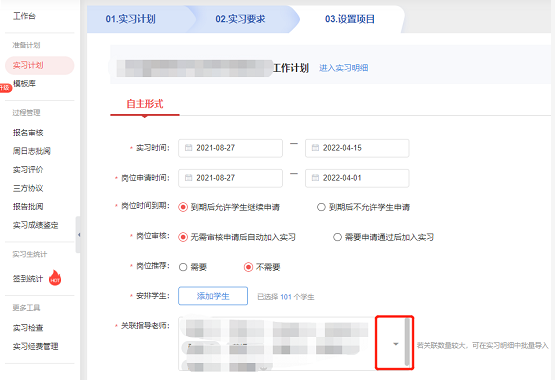 工作台
准备计划
实习计划
模板库
升级
过程管理
报名审核
周日志批阅
实习评价
三方协议
报告批阅
实习成绩鉴定
实习生统计
签到统计 HOT
更多工具
实习检查
实习经费管理
01.实习计划 02.实习要求 03.设置项目
工作计划 进入实习明细
自主形式
* 实习时间： 2021-08-27 — 2022-04-15
* 岗位申请时间： 2021-08-27 — 2022-04-01
* 岗位时间到期： 到期后允许学生继续申请 到期后不允许学生申请
* 岗位审核： 无需审核申请后自动加入实习 需要申请通过后加入实习
* 岗位推荐： 需要 不需要
* 安排学生： 添加学生 已选择 101 个学生
* 关联指导老师： 若关联数量较大，可在实习明细中批量导入